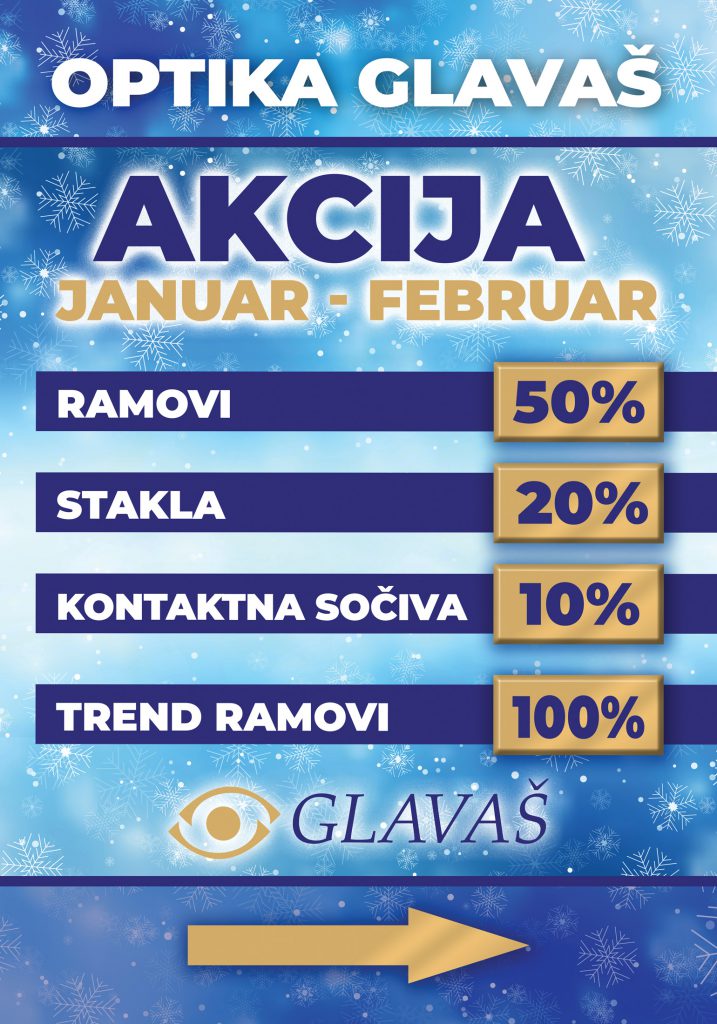 OPTIKA GLAVAŠ
AKCIJA
JANUAR - FEBRUAR
RAMOVI 50%
STAKLA 20%
KONTAKTNA SOČIVA 10%
TREND RAMOVI 100%
GLAVAŠ